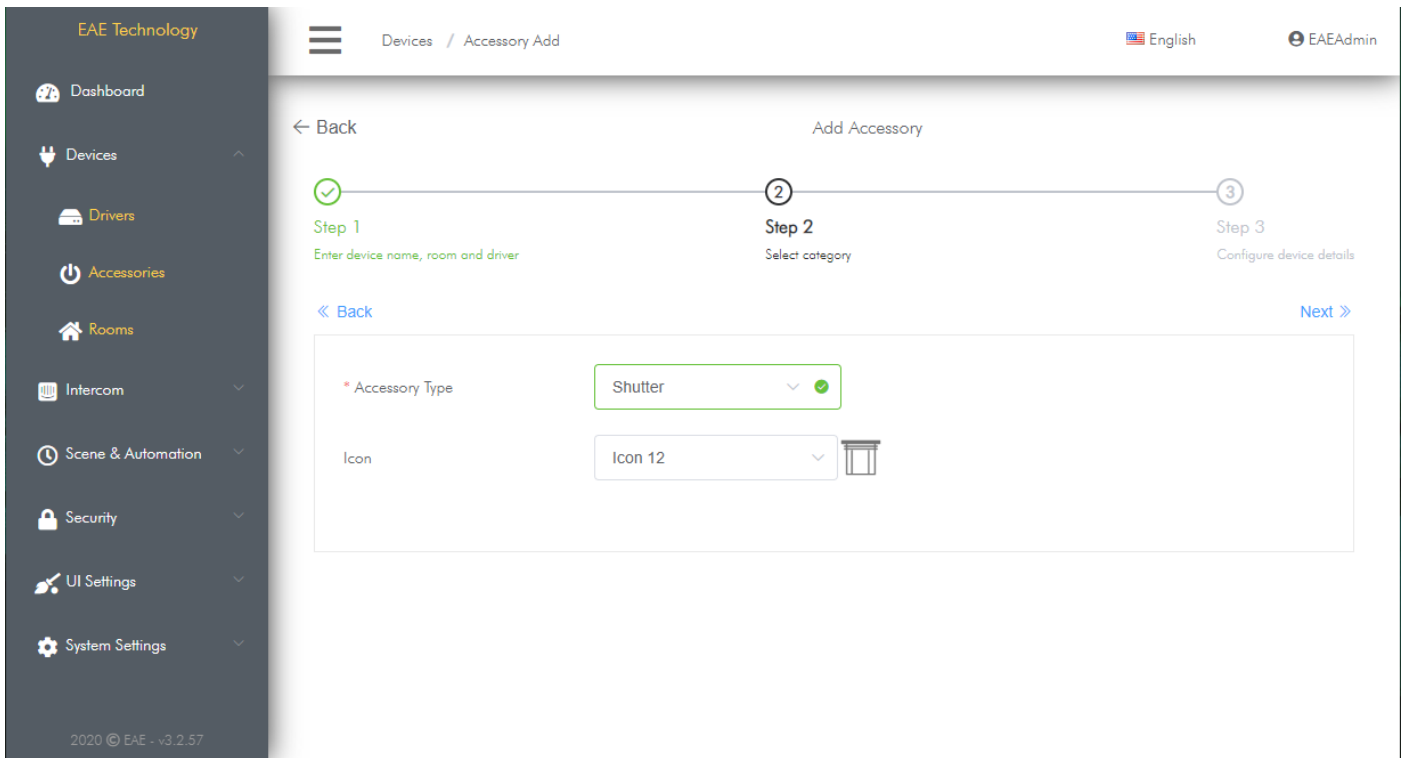 EAE Technology
Devices / Accessory Add
English
EAEAdmin
Dashboard
Devices
Drivers
Accessories
Rooms
Intercom
Scene & Automation
Security
UI Settings
System Settings
2020 © EAE - v3.2.57
← Back
Add Accessory
2
3
Step 1
Enter device name, room and driver
Step 2
Select category
Step 3
Configure device details
« Back
Next »
* Accessory Type
Shutter
Icon
Icon 12